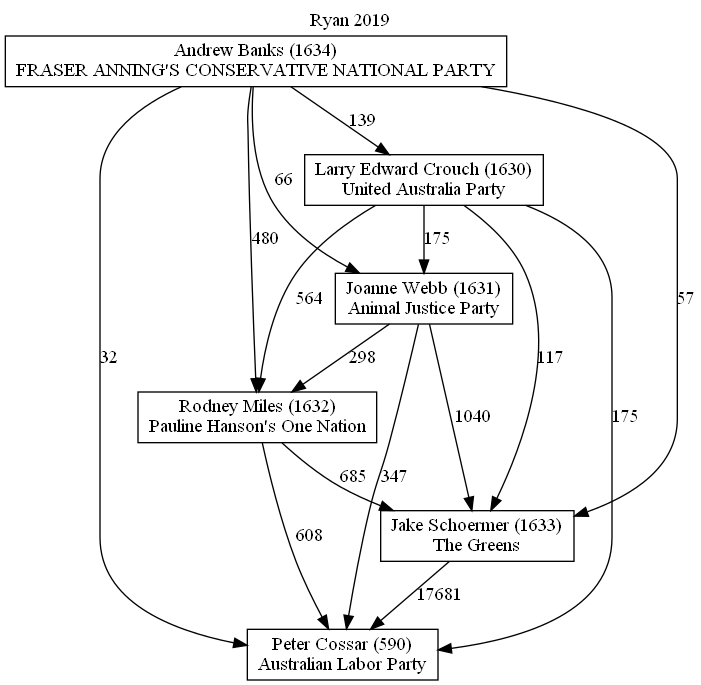 Ryan 2019
Andrew Banks (1634)
FRASER ANNING'S CONSERVATIVE NATIONAL PARTY
139
Larry Edward Crouch (1630)
United Australia Party
66
480
175
Joanne Webb (1631)
Animal Justice Party
564
57
32
298
117
Rodney Miles (1632)
Pauline Hanson's One Nation
1040
175
685
347
Jake Schoermer (1633)
The Greens
608
17681
Peter Cossar (590)
Australian Labor Party